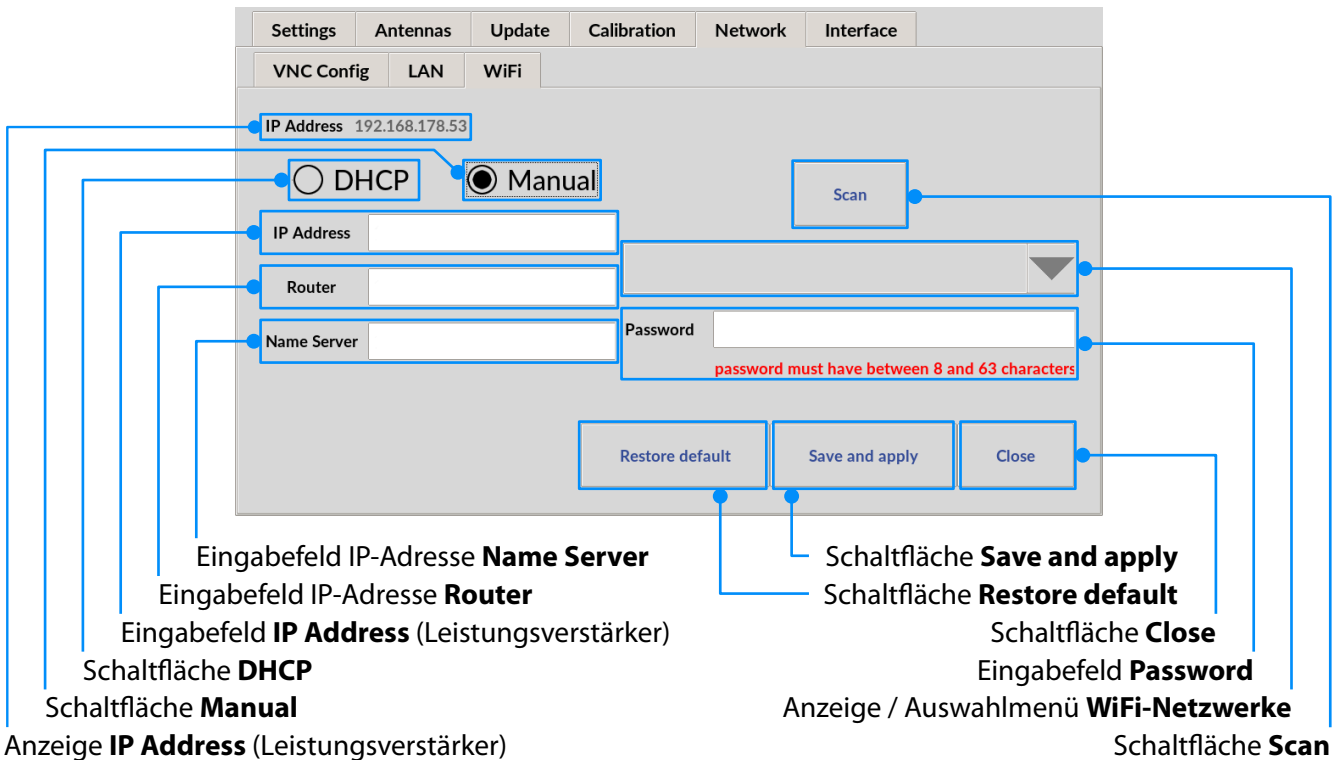 Settings Antennas Update Calibration Network Interface
VNC Config LAN WiFi
IP Address 192.168.178.53
DHCP Manual
Scan
IP Address
Router
Name Server
Password
password must have between 8 and 63 characters
Restore default Save and apply Close
Eingabefeld IP-Adresse Name Server
Eingabefeld IP-Adresse Router
Eingabefeld IP Address (Leistungsverstärker)
Schaltfläche DHCP
Schaltfläche Manual
Anzeige IP Address (Leistungsverstärker)
Schaltfläche Save and apply
Schaltfläche Restore default
Schaltfläche Close
Eingabefeld Password
Anzeige / Auswahlmenü WiFi-Netzwerke
Schaltfläche Scan